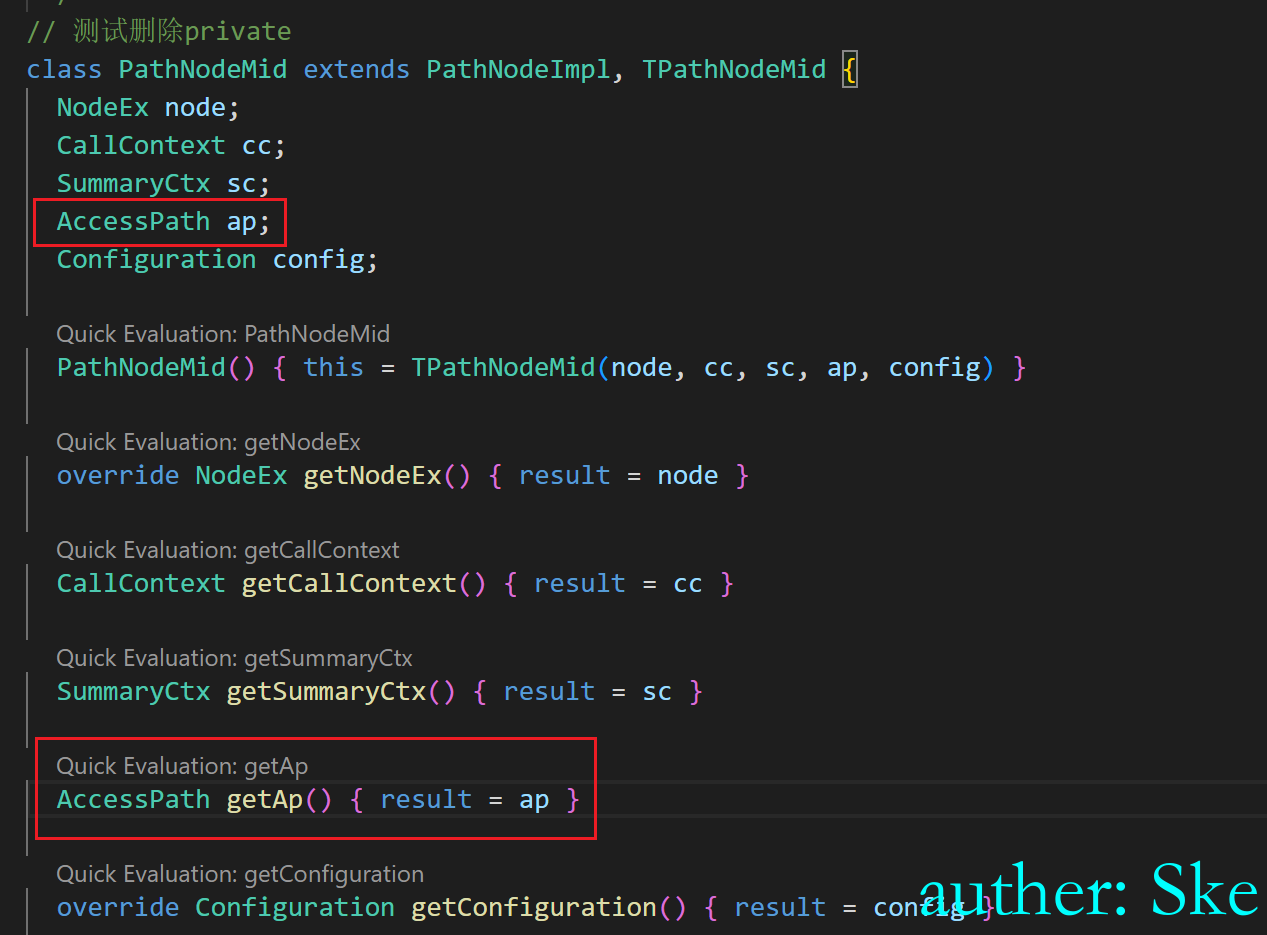 // 测试删除private
class PathNodeMid extends PathNodeImpl, TPathNodeMid {
NodeEx node;
CallContext cc;
SummaryCtx sc;
AccessPath ap;
Configuration config;
Quick Evaluation: PathNodeMid
PathNodeMid() { this = TPathNodeMid(node, cc, sc, ap, config) }
Quick Evaluation: getNodeEx
override NodeEx getNodeEx() { result = node }
Quick Evaluation: getCallContext
CallContext getCallContext() { result = cc }
Quick Evaluation: getSummaryCtx
SummaryCtx getSummaryCtx() { result = sc }
Quick Evaluation: getAp
AccessPath getAp() { result = ap }
Quick Evaluation: getConfiguration
override Configuration getConfiguration() { result = config }
auther: Ske